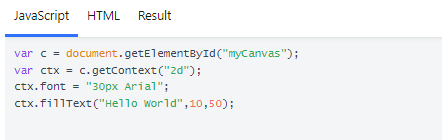 JavaScript HTML Result
var c = document.getElementById("myCanvas");
var ctx = c.getContext("2d");
ctx.font = "30px Arial";
ctx.fillText("Hello World",10,50);